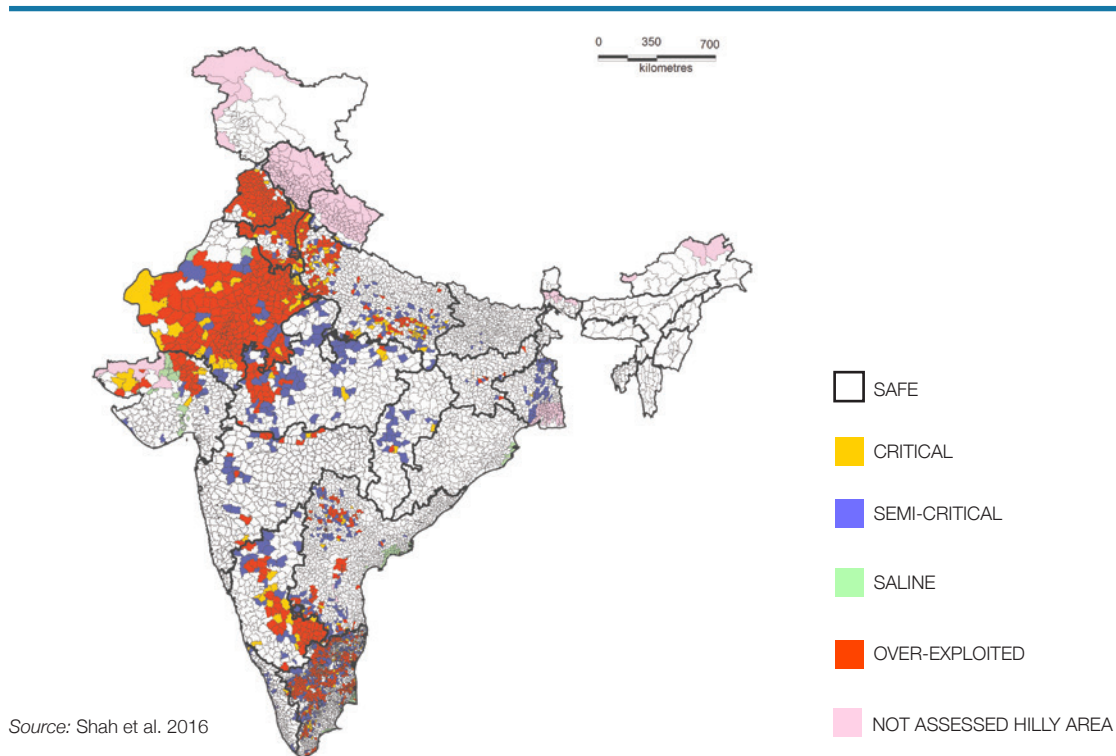 0 350 700
kilometres
SAFE
CRITICAL
SEMI-CRITICAL
SALINE
OVER-EXPLOITED
Source: Shah et al. 2016
NOT ASSESSED HILLY AREA